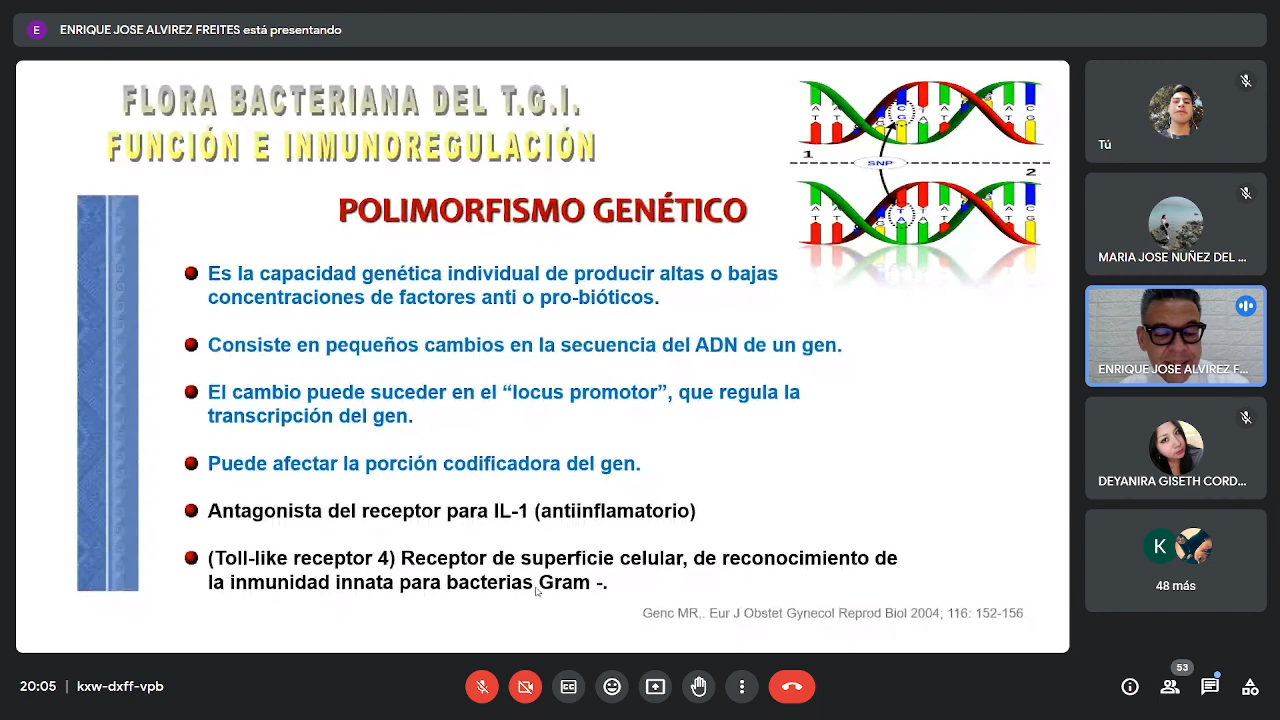 E
ENRIQUE JOSE ALVIREZ FREITES está presentando
FLORA BACTERIANA DEL T.G.I.
FUNCIÓN E INMUNOREGULACIÓN
1
SNP
2
POLIMORFISMO GENÉTICO
Es la capacidad genética individual de producir altas o bajas
concentraciones de factores anti o pro-bióticos.
Consiste en pequeños cambios en la secuencia del ADN de un gen.
El cambio puede suceder en el “locus promotor”, que regula la
transcripción del gen.
Puede afectar la porción codificadora del gen.
Antagonista del receptor para IL-1 (antiinflamatorio)
(Toll-like receptor 4) Receptor de superficie celular, de reconocimiento de
la inmunidad innata para bacterias Gram -.
Genc MR,. Eur J Obstet Gynecol Reprod Biol 2004; 116: 152-156
Tú
MARIA JOSE NUÑEZ DEL ...
ENRIQUE JOSE ALVIREZ F...
DEYANIRA GISETH CORD...
K
48 más
20:05 | kxw-dxff-vpb
53